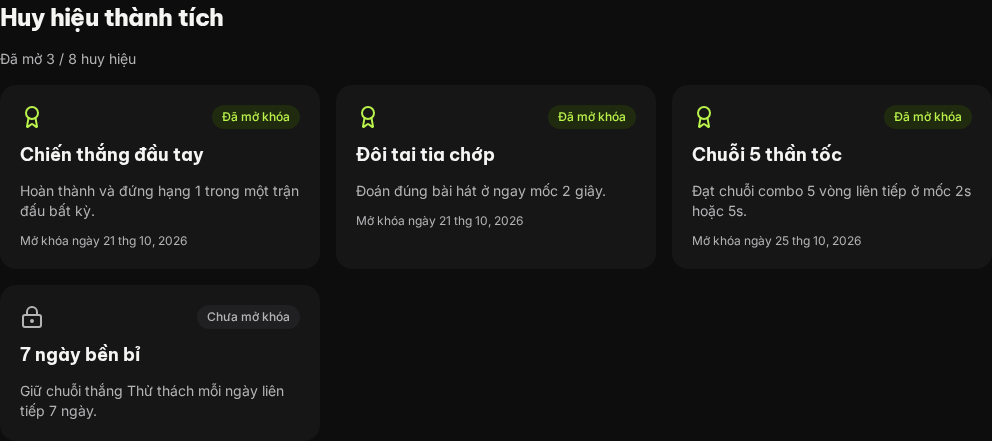 Huy hiệu thành tích
Đã mở 3 / 8 huy hiệu
Đã mở khóa
Chiến thắng đầu tay
Hoàn thành và đứng hạng 1 trong một trận
đấu bất kỳ.
Mở khóa ngày 21 thg 10, 2026
Đã mở khóa
Đôi tai tia chớp
Đoán đúng bài hát ở ngay mốc 2 giây.
Mở khóa ngày 21 thg 10, 2026
Đã mở khóa
Chuỗi 5 thần tốc
Đạt chuỗi combo 5 vòng liên tiếp ở mốc 2s
hoặc 5s.
Mở khóa ngày 25 thg 10, 2026
Chưa mở khóa
7 ngày bền bỉ
Giữ chuỗi thắng Thử thách mỗi ngày liên
tiếp 7 ngày.